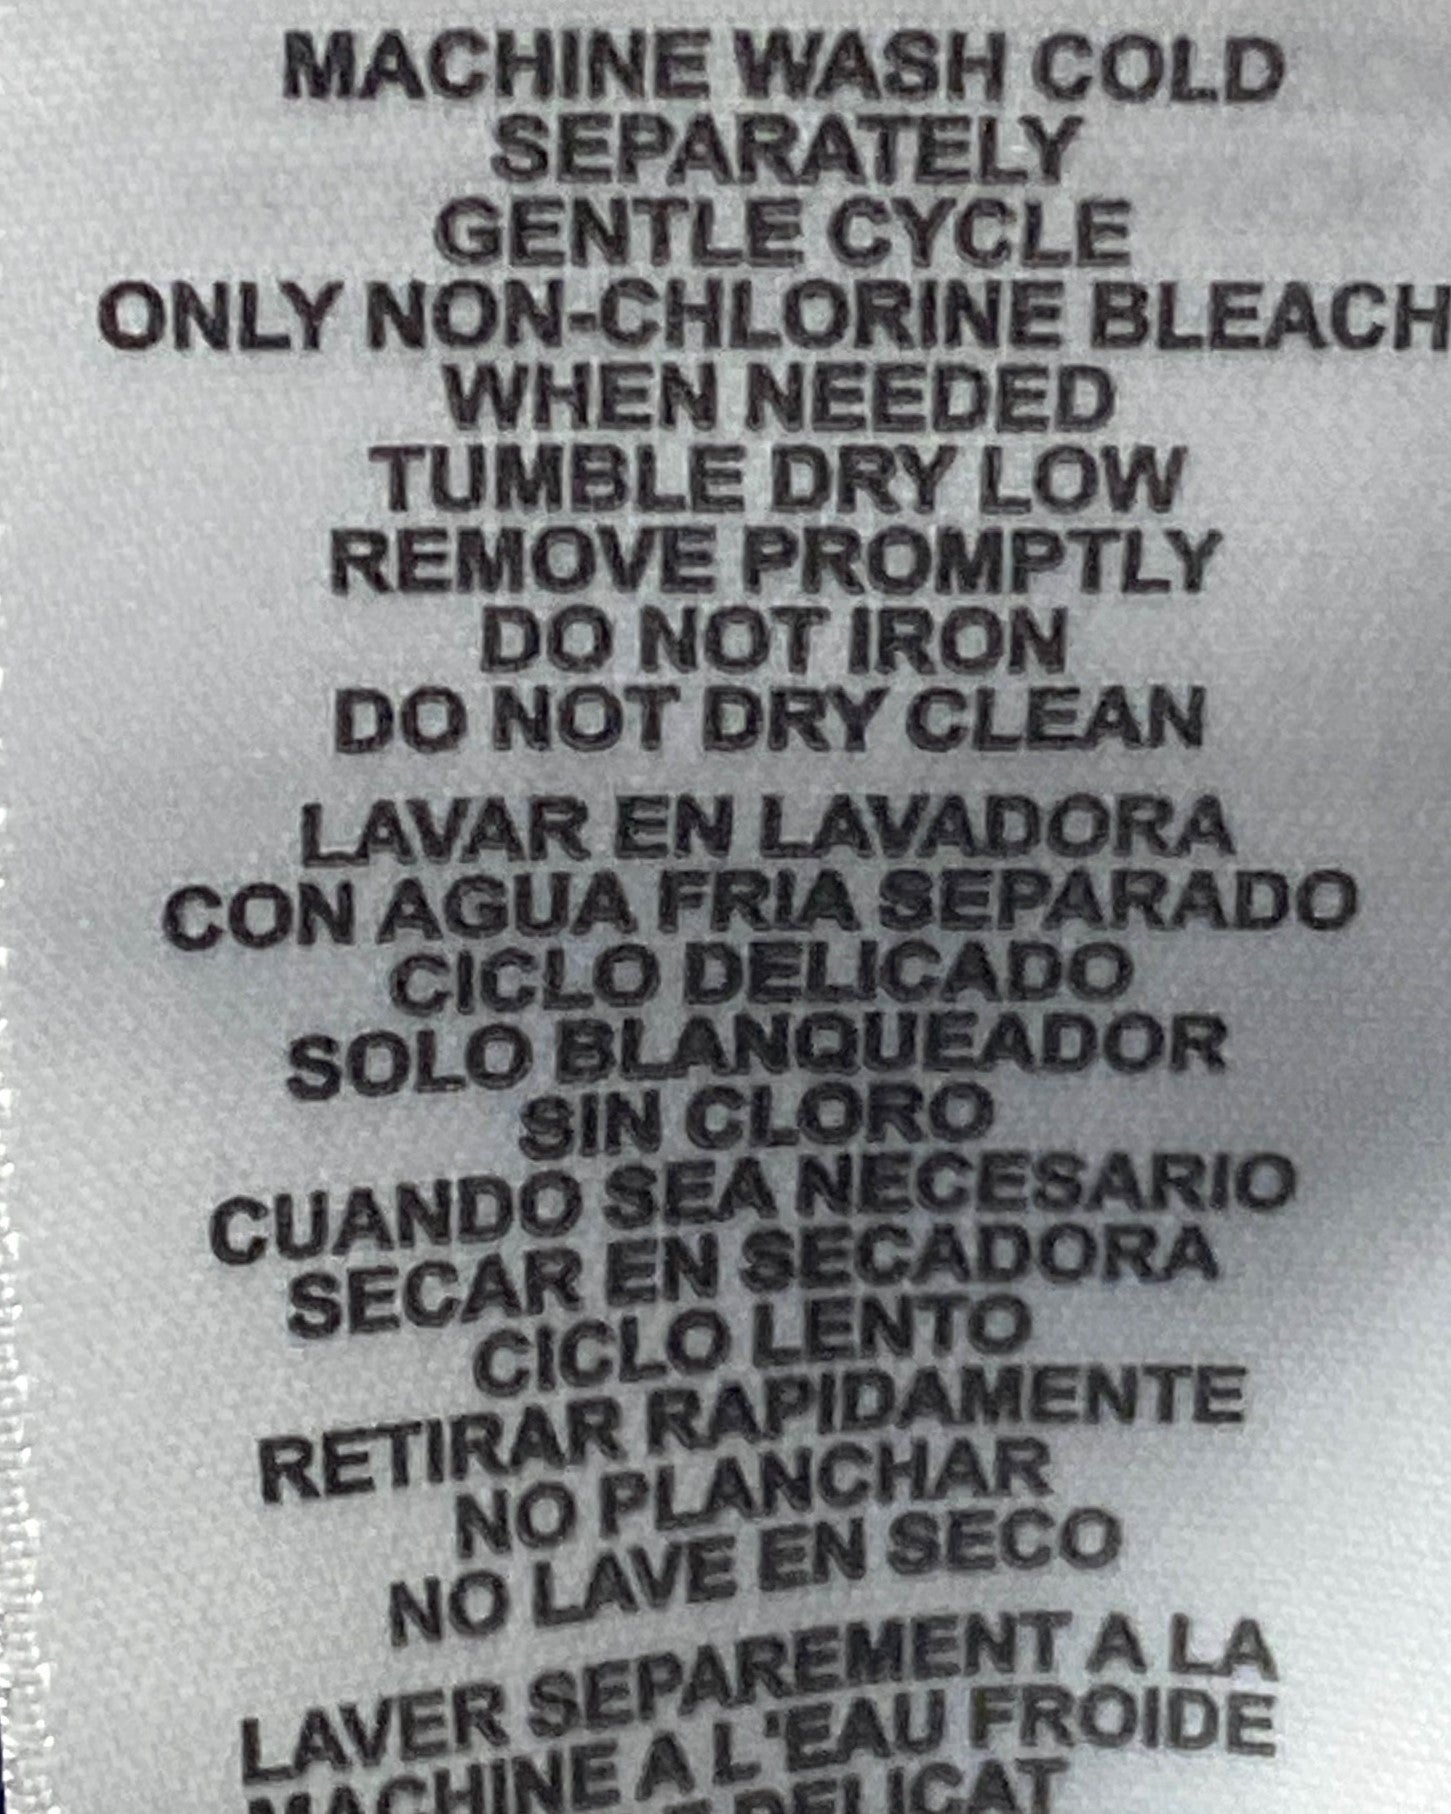 MACHINE WASH COLD
SEPARATELY
GENTLE CYCLE
ONLY NON-CHLORINE BLEACH
WHEN NEEDED
TUMBLE DRY LOW
REMOVE PROMPTLY
DO NOT IRON
DO NOT DRY CLEAN
LAVAR EN LAVADORA
CON AGUA FRIA SEPARADO
CICLO DELICADO
SOLO BLANQUEADOR
SIN CLORO
CUANDO SEA NECESARIO
SECAR EN SECADORA
CICLO LENTO
RETIRAR RAPIDAMENTE
NO PLANCHAR
NO LAVE EN SECO
LAVER SEPAREMENT A LA
MACHINE A L'EAU FROIDE
DELICAT